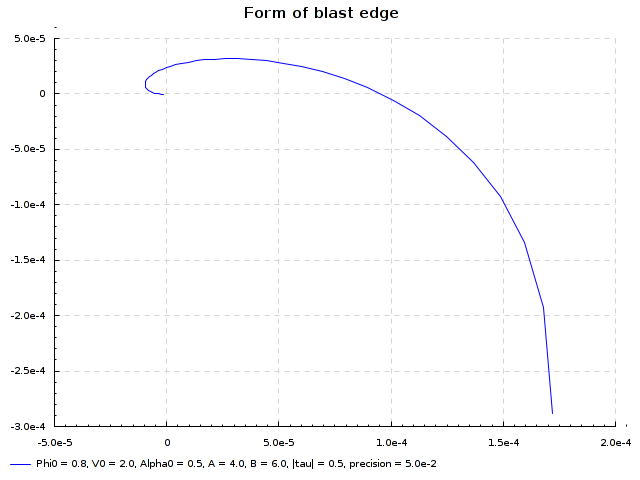 Form of blast edge
5.0e-5
0
-5.0e-5
-1.0e-4
-1.5e-4
-2.0e-4
-2.5e-4
-3.0e-4
-5.0e-5 0 5.0e-5 1.0e-4 1.5e-4 2.0e-4
Phi0 = 0.8, V0 = 2.0, Alpha0 = 0.5, A = 4.0, B = 6.0, |tau| = 0.5, precision = 5.0e-2